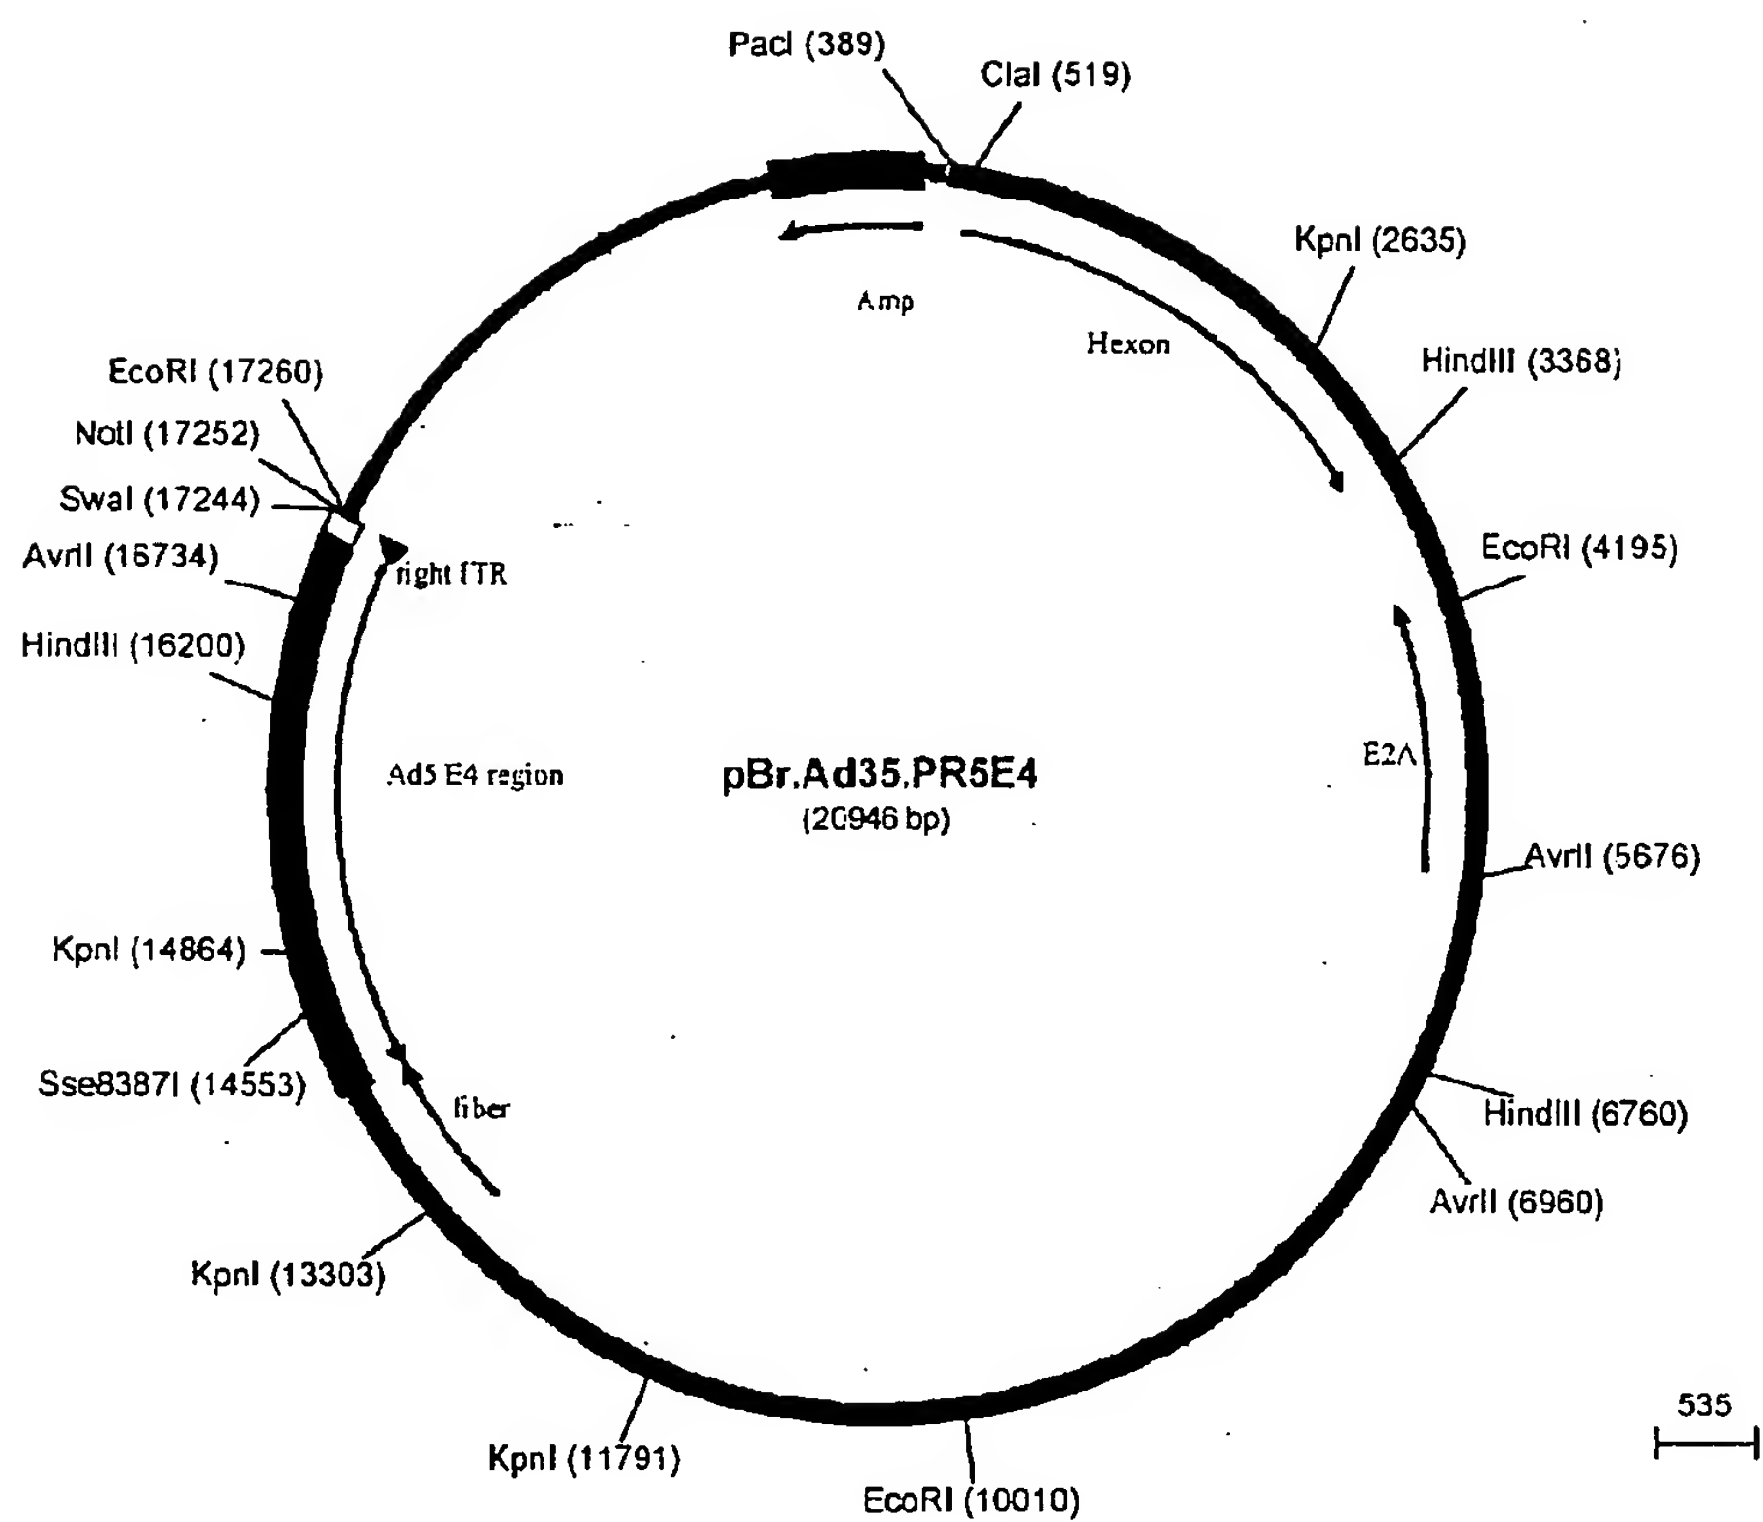 PacI (389)
ClaI (519)
KpnI (2635)
HindIII (3368)
EcoRI (4195)
AvrII (5676)
HindIII (6760)
AvrII (6960)
EcoRI (10010)
KpnI (11791)
KpnI (13303)
Sse8387I (14553)
KpnI (14864)
HindIII (16200)
AvrII (16734)
SwaI (17244)
NotI (17252)
EcoRI (17260)
Amp
Hexon
right ITR
Ad5 E4 region
E2A
fiber
pBr.Ad35.PR5E4
(20946 bp)
535